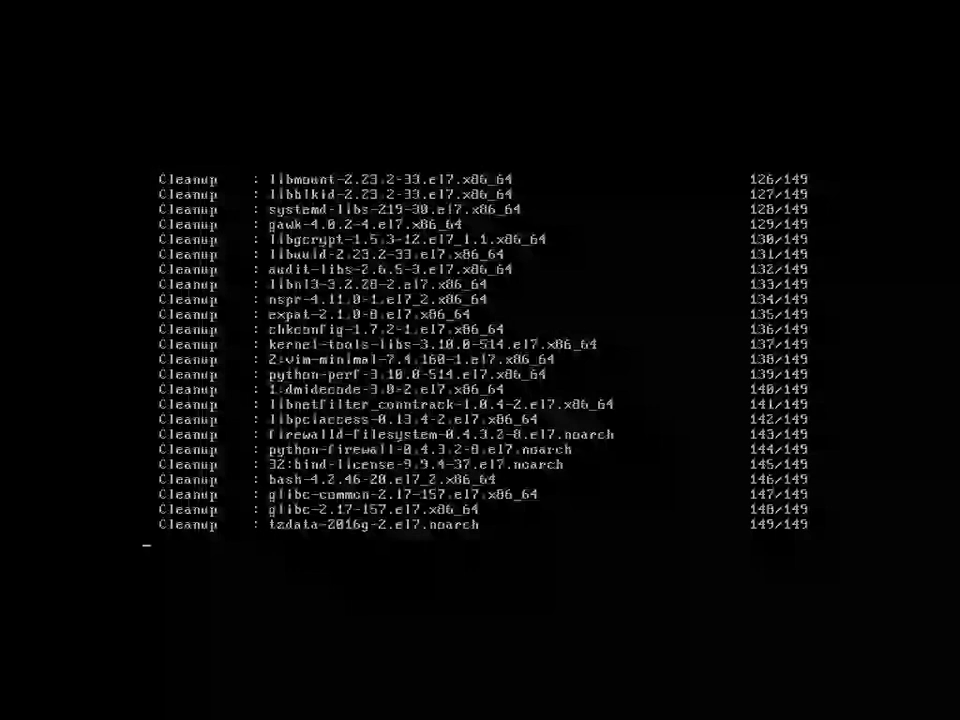 Cleanup : libmount-2.23.2-33.el7.x86_64 126/149
Cleanup : libblkid-2.23.2-33.el7.x86_64 127/149
Cleanup : systemd-libs-219-30.el7.x86_64 128/149
Cleanup : gawk-4.0.2-4.el7.x86_64 129/149
Cleanup : libgcrypt-1.5.3-12.el7_1.1.x86_64 130/149
Cleanup : libuuid-2.23.2-33.el7.x86_64 131/149
Cleanup : audit-libs-2.6.5-3.el7.x86_64 132/149
Cleanup : libnl3-3.2.28-2.el7.x86_64 133/149
Cleanup : nspr-4.11.0-1.el7_2.x86_64 134/149
Cleanup : expat-2.1.0-8.el7.x86_64 135/149
Cleanup : chkconfig-1.7.2-1.el7.x86_64 136/149
Cleanup : kernel-tools-libs-3.10.0-514.el7.x86_64 137/149
Cleanup : 2:vim-minimal-7.4.160-1.el7.x86_64 138/149
Cleanup : python-perf-3.10.0-514.el7.x86_64 139/149
Cleanup : 1:dmidecode-3.0-2.el7.x86_64 140/149
Cleanup : libnetfilter_conntrack-1.0.4-2.el7.x86_64 141/149
Cleanup : libpciaccess-0.13.4-2.el7.x86_64 142/149
Cleanup : firewalld-filesystem-0.4.3.2-8.el7.noarch 143/149
Cleanup : python-firewall-0.4.3.2-8.el7.noarch 144/149
Cleanup : 32:bind-license-9.9.4-37.el7.noarch 145/149
Cleanup : bash-4.2.46-20.el7_2.x86_64 146/149
Cleanup : glibc-common-2.17-157.el7.x86_64 147/149
Cleanup : glibc-2.17-157.el7.x86_64 148/149
Cleanup : tzdata-2016g-2.el7.noarch 149/149